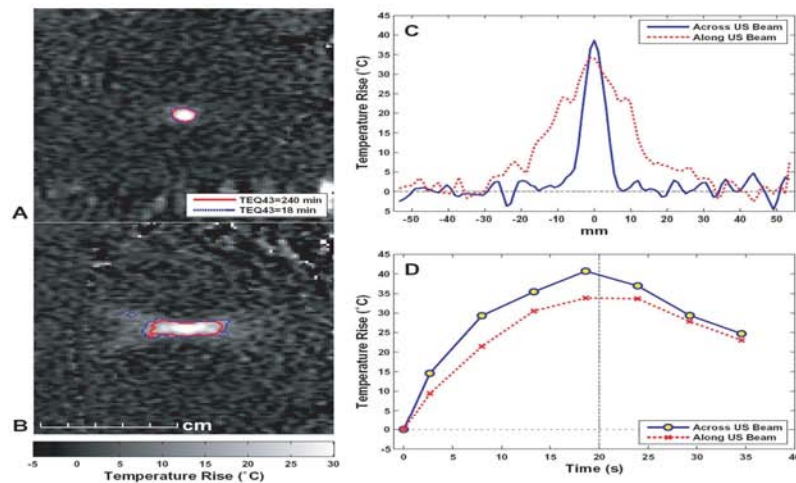 A
TEQ43=240 min
TEQ43=18 min
B
cm
-5 0 5 10 15 20 25 30
Temperature Rise (˚C)
C
Across US Beam
Along US Beam
Temperature Rise (˚C)
45
40
35
30
25
20
15
10
5
0
5
-50 -40 -30 -20 -10 0 10 20 30 40 50
mm
D
Temperature Rise (˚C)
45
40
35
30
25
20
15
10
5
0
5
Across US Beam
Along US Beam
0 5 10 15 20 25 30 35 40
Time (s)